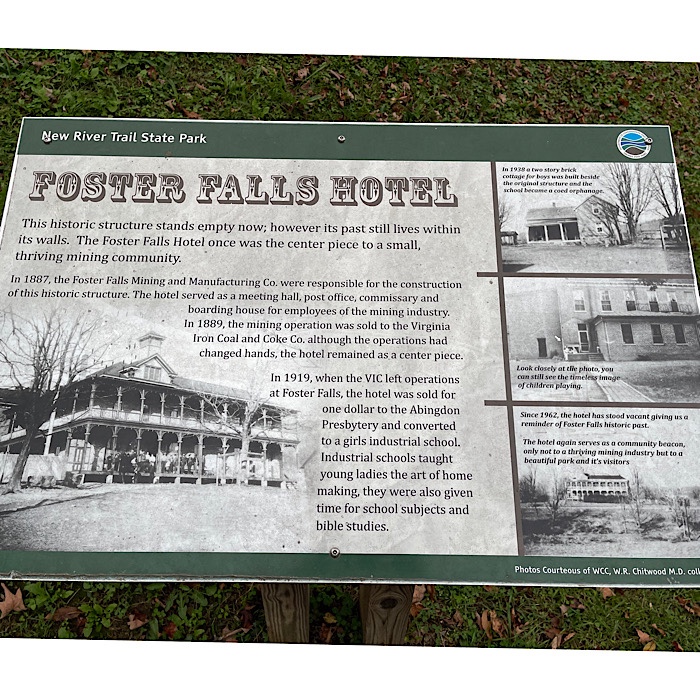 New River Trail State Park
FOSTER FALLS HOTEL
This historic structure stands empty now; however its past still lives within
its walls. The Foster Falls Hotel once was the center piece to a small,
thriving mining community.
In 1887, the Foster Falls Mining and Manufacturing Co. were responsible for the construction
of this historic structure. The hotel served as a meeting hall, post office, commissary and
boarding house for employees of the mining industry.
In 1889, the mining operation was sold to the Virginia
Iron Coal and Coke Co. although the operations had
changed hands, the hotel remained as a center piece.
In 1919, when the VIC left operations
at Foster Falls, the hotel was sold for
one dollar to the Abingdon
Presbytery and converted
to a girls industrial school.
Industrial schools taught
young ladies the art of home
making, they were also given
time for school subjects and
bible studies.
In 1938 a two story brick
cottage for boys was built beside
the original structure and the
school became a coed orphanage.
Look closely at the photo, you
can still see the timeless image
of children playing.
Since 1962, the hotel has stood vacant giving us a
reminder of Foster Falls historic past.
The hotel again serves as a community beacon,
only not to a thriving mining industry but to a
beautiful park and it's visitors
Photos Courteous of WCC, W.R. Chitwood M.D. coll